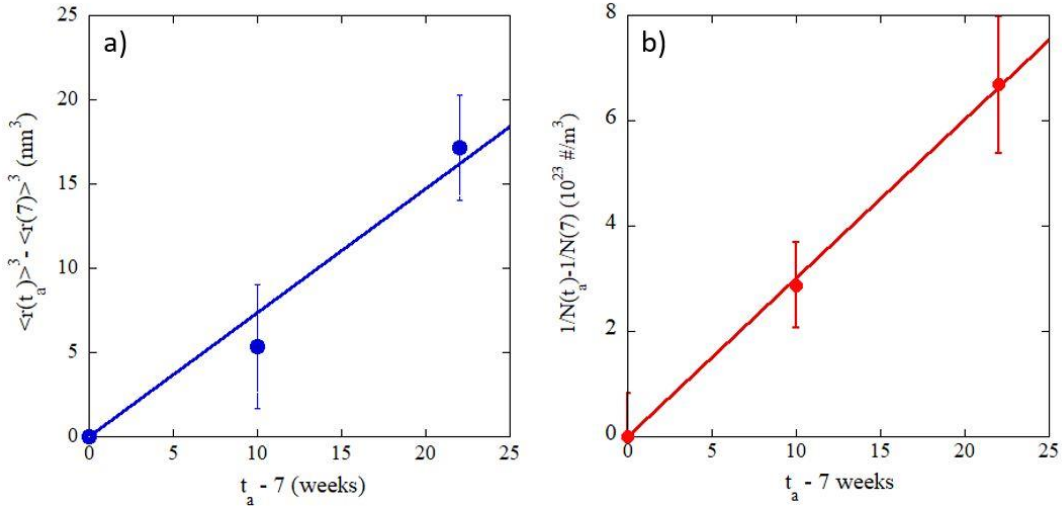 a)
<r(t_a)>^3 - <r(7)>^3 (nm^3)
25
20
15
10
5
0
0 5 10 15 20 25
t_a - 7 (weeks)
b)
1/N(t_a)-1/N(7) (10^23 #/m^3)
8
6
4
2
0
0 5 10 15 20 25
t_a - 7 weeks